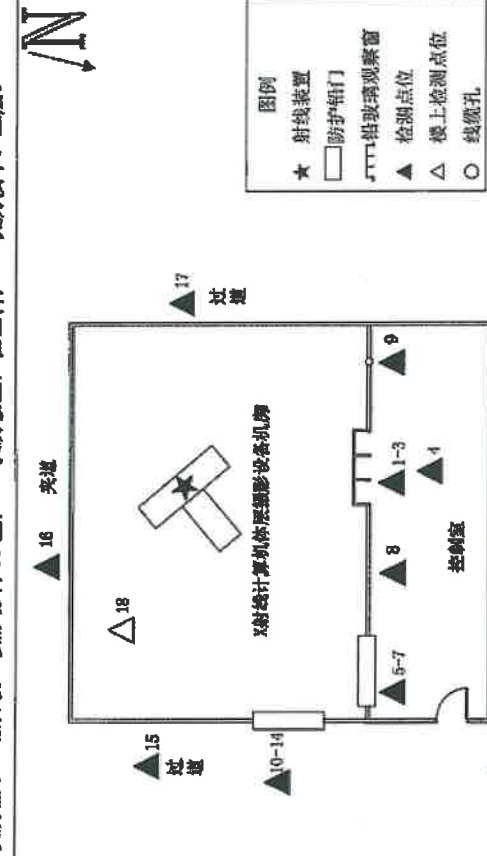 N
16 夹道
17
过
道
18
15
过
道
X射线计算机体层摄影设备机房
10-14
9
1-3
8
5-7
4
控制室
图例
射线装置
防护铅门
铅玻璃观察窗
检测点位
楼上检测点位
线缆孔